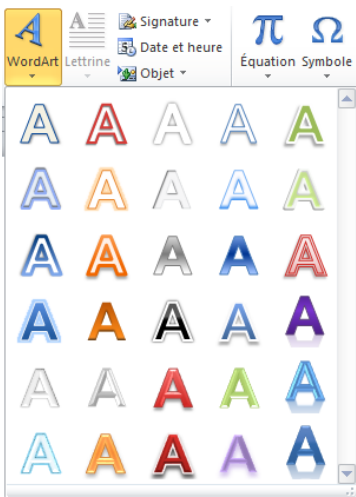 WordArt
Lettrine
Signature
Date et heure
Objet
π
Équation
Ω
Symbole
A A A A A
A A A A A
A A A A A
A A A A A
A A A A A
A A A A A